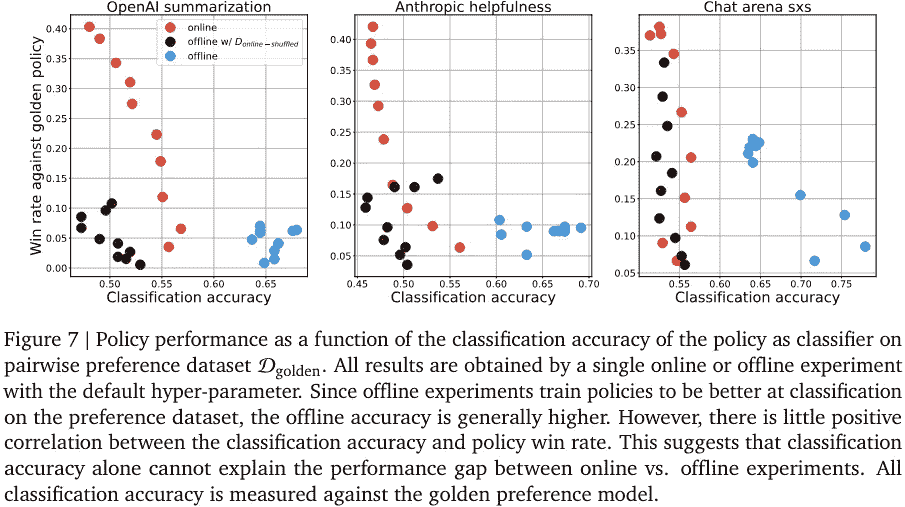 OpenAI summarization
Anthropic helpfulness
Chat arena sxs
Win rate against golden policy
0.40
0.35
0.30
0.25
0.20
0.15
0.10
0.05
0.00
0.50
0.55
0.60
0.65
Classification accuracy
online
offline w/ D_online−shuffled
offline
0.40
0.35
0.30
0.25
0.20
0.15
0.10
0.05
0.45
0.50
0.55
0.60
0.65
0.70
Classification accuracy
0.35
0.30
0.25
0.20
0.15
0.10
0.05
0.55
0.60
0.65
0.70
0.75
Classification accuracy
Figure 7 | Policy performance as a function of the classification accuracy of the policy as classifier on
pairwise preference dataset 𝒟golden. All results are obtained by a single online or offline experiment
with the default hyper-parameter. Since offline experiments train policies to be better at classification
on the preference dataset, the offline accuracy is generally higher. However, there is little positive
correlation between the classification accuracy and policy win rate. This suggests that classification
accuracy alone cannot explain the performance gap between online vs. offline experiments. All
classification accuracy is measured against the golden preference model.